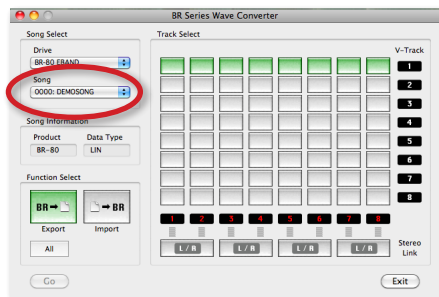 BR Series Wave Converter
Song Select
Drive
BR-80 EBAND
Song
0000: DEMOSONG
Song Information
Product Data Type
BR-80 LIN
Function Select
BR→ →BR
Export Import
All
Go
Track Select
V-Track
1
2
3
4
5
6
7
8
1 2 3 4 5 6 7 8
L/R L/R L/R L/R
Stereo
Link
Exit